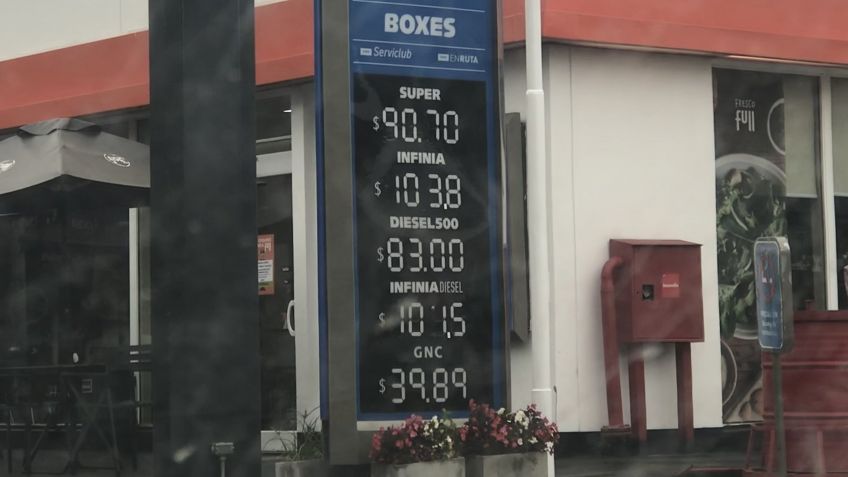 BOXES
Serviclub
ENRUTA
SUPER
$90.70
INFINIA
$103.8
DIESEL500
$83.00
INFINIA DIESEL
$101.5
GNC
$39.89
FRESCO
full